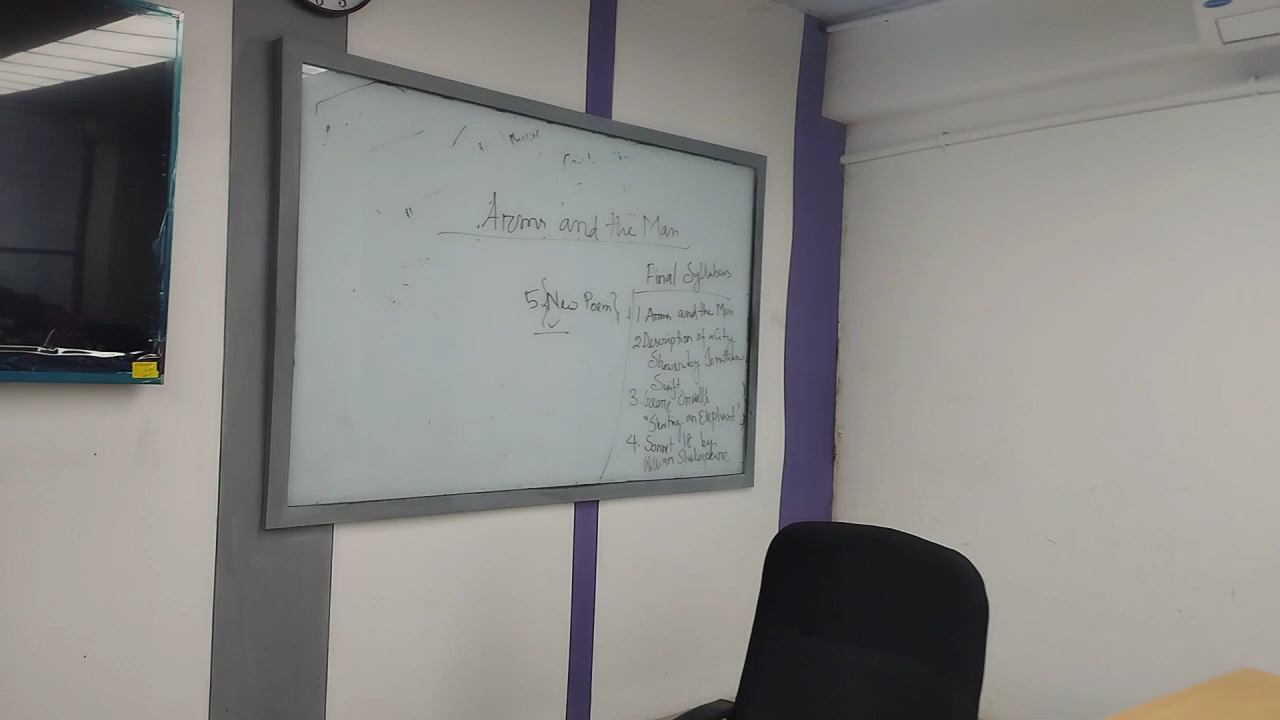 Arms and the Man
Final Syllabus
5 {New Poem}
1 Arms and the Man
2 Description of a City
Shower by Jonathan
Swift
3. George Orwell's
"Shooting an Elephant"
4. Sonnet 18 by
William Shakespeare